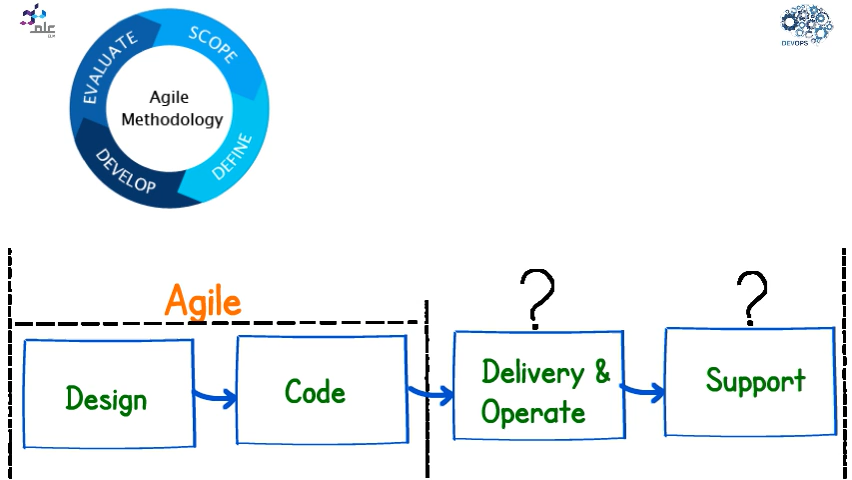 علم
DEVOPS
EVALUATE
SCOPE
DEFINE
DEVELOP
Agile
Methodology
Agile
?
?
Design
Code
Delivery &
Operate
Support